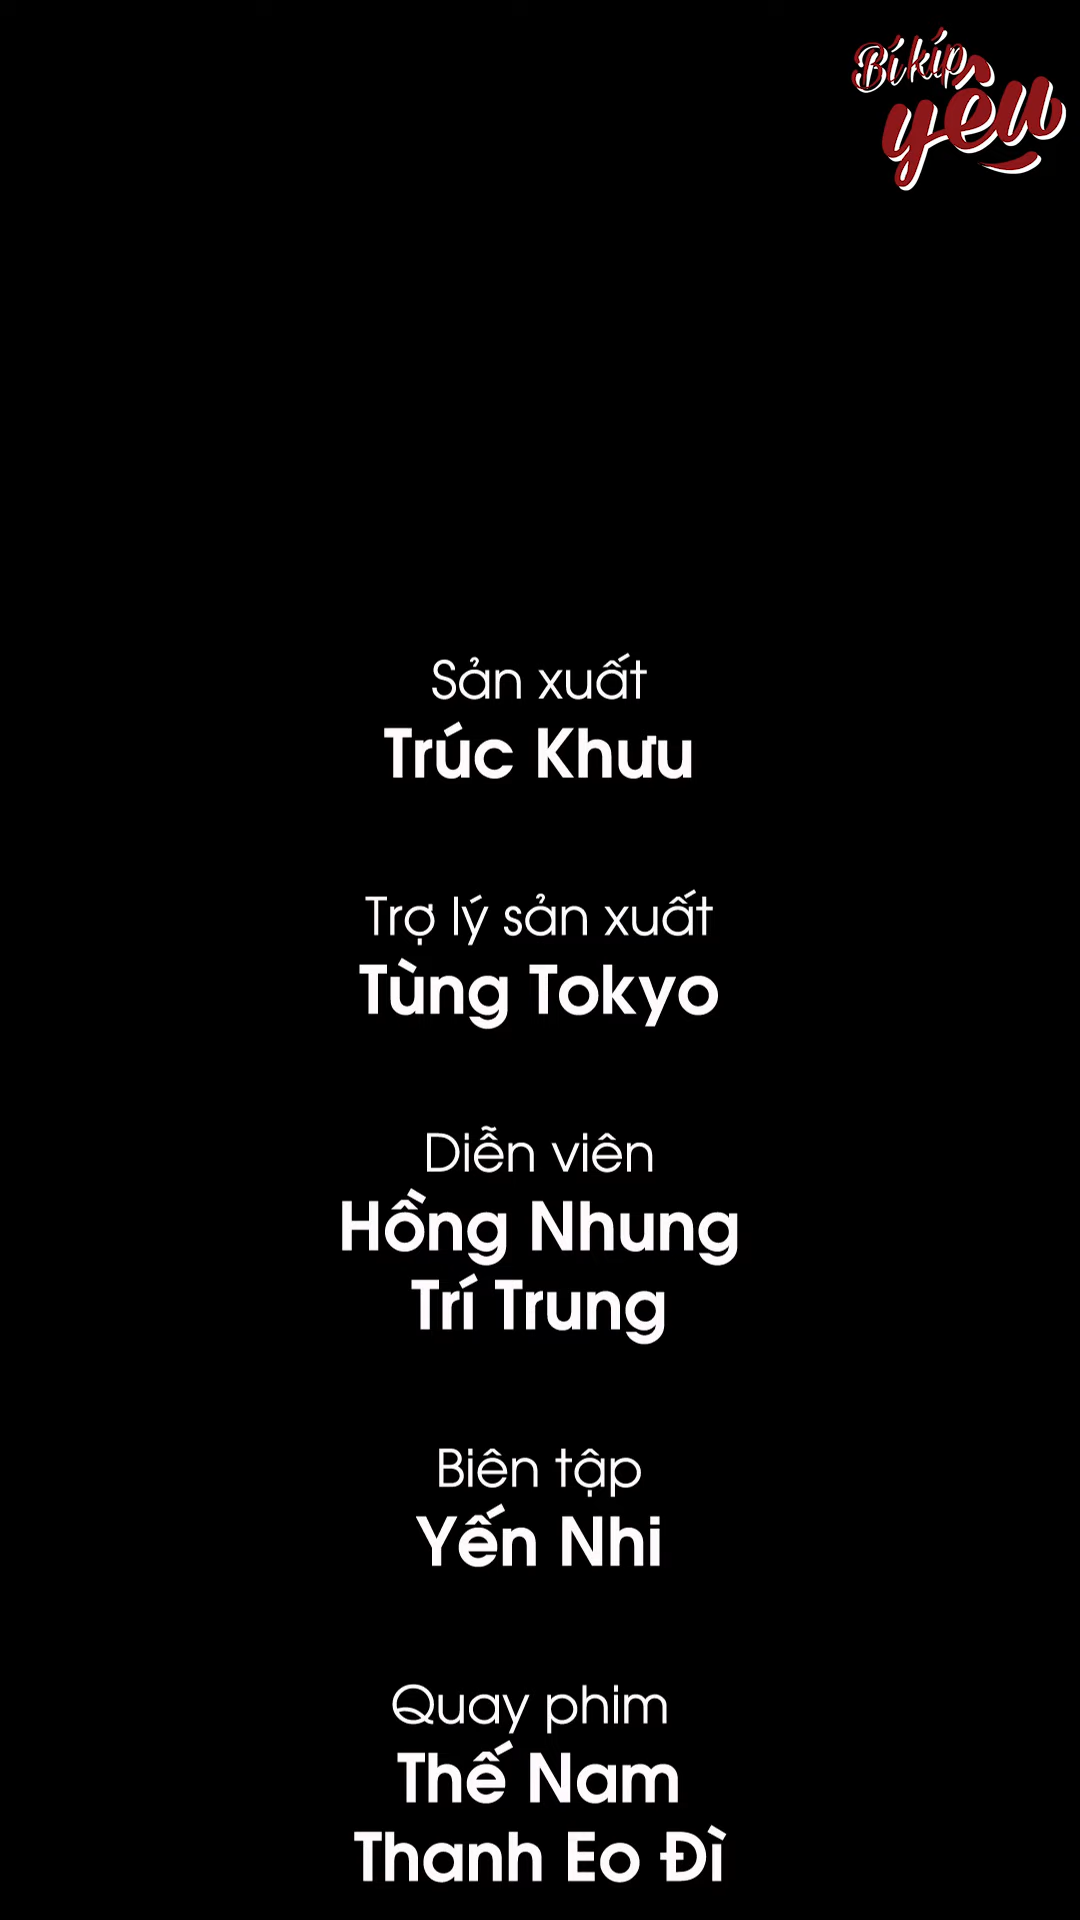 Bí kíp
yêu
Sản xuất
Trúc Khưu
Trợ lý sản xuất
Tùng Tokyo
Diễn viên
Hồng Nhung
Trí Trung
Biên tập
Yến Nhi
Quay phim
Thế Nam
Thanh Eo Đì